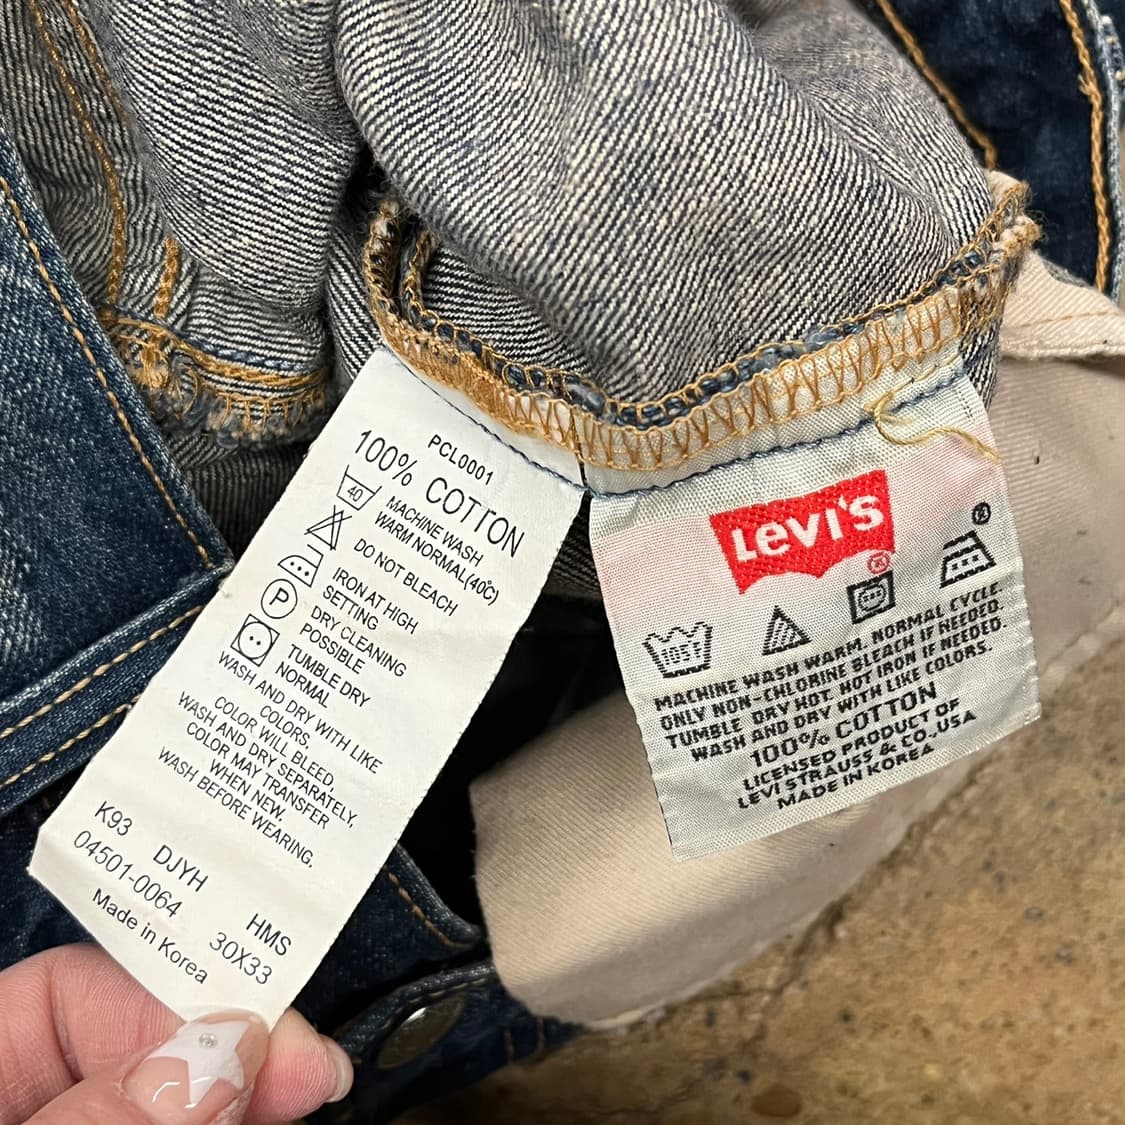 PCL0001
100% COTTON
40
MACHINE WASH
WARM NORMAL(40°C)
DO NOT BLEACH
IRON AT HIGH
SETTING
P
DRY CLEANING
POSSIBLE
TUMBLE DRY
NORMAL
WASH AND DRY WITH LIKE
COLORS,
COLOR WILL BLEED,
WASH AND DRY SEPARATELY,
COLOR MAY TRANSFER
WHEN NEW,
WASH BEFORE WEARING.
K93
DJYH
HMS
04501-0064
30X33
Made in Korea
LEVI'S
®
®
105F
MACHINE WASH WARM. NORMAL CYCLE.
ONLY NON-CHLORINE BLEACH IF NEEDED.
TUMBLE DRY HOT. HOT IRON IF NEEDED.
WASH AND DRY WITH LIKE COLORS.
100% COTTON
LICENSED PRODUCT OF
LEVI STRAUSS & CO.,USA
MADE IN KOREA